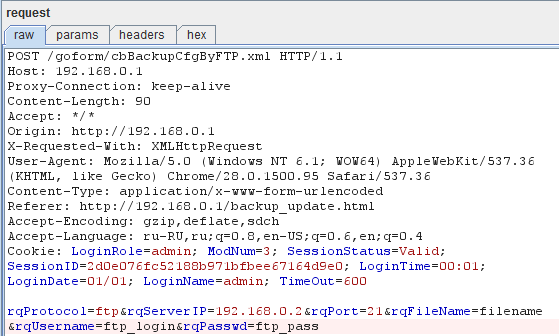 request
raw params headers hex
POST /goform/cbBackupCfgByFTP.xml HTTP/1.1
Host: 192.168.0.1
Proxy-Connection: keep-alive
Content-Length: 90
Accept: */*
Origin: http://192.168.0.1
X-Requested-With: XMLHttpRequest
User-Agent: Mozilla/5.0 (Windows NT 6.1; WOW64) AppleWebKit/537.36
(KHTML, like Gecko) Chrome/28.0.1500.95 Safari/537.36
Content-Type: application/x-www-form-urlencoded
Referer: http://192.168.0.1/backup_update.html
Accept-Encoding: gzip,deflate,sdch
Accept-Language: ru-RU,ru;q=0.8,en-US;q=0.6,en;q=0.4
Cookie: LoginRole=admin; ModNum=3; SessionStatus=Valid;
SessionID=2d0e076fc52188b971bfbee67164d9e0; LoginTime=00:01;
LoginDate=01/01; LoginName=admin; TimeOut=600
rqProtocol=ftp&rqServerIP=192.168.0.2&rqPort=21&rqFileName=filename
&rqUsername=ftp_login&rqPasswd=ftp_pass